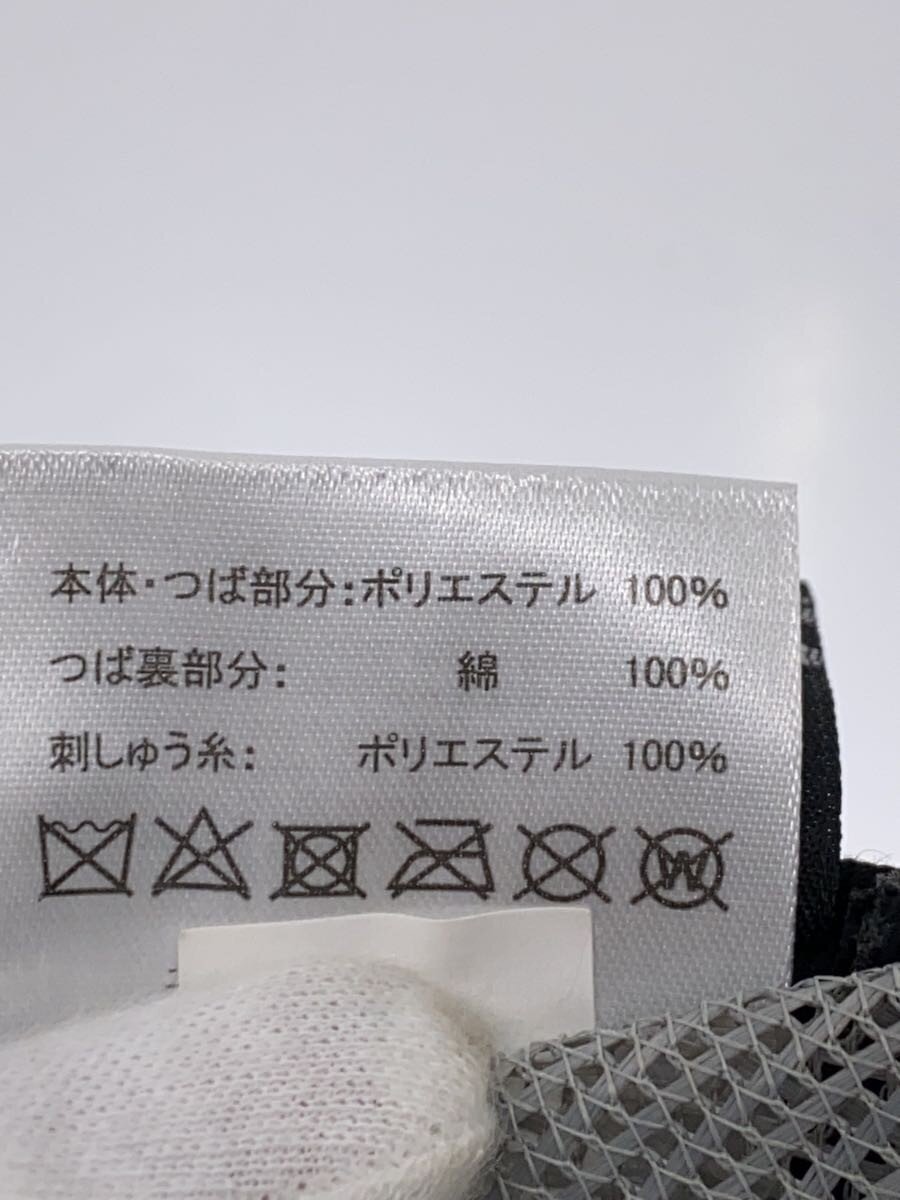 本体・つば部分:ポリエステル 100%
つば裏部分: 綿 100%
刺しゅう糸: ポリエステル 100%
W